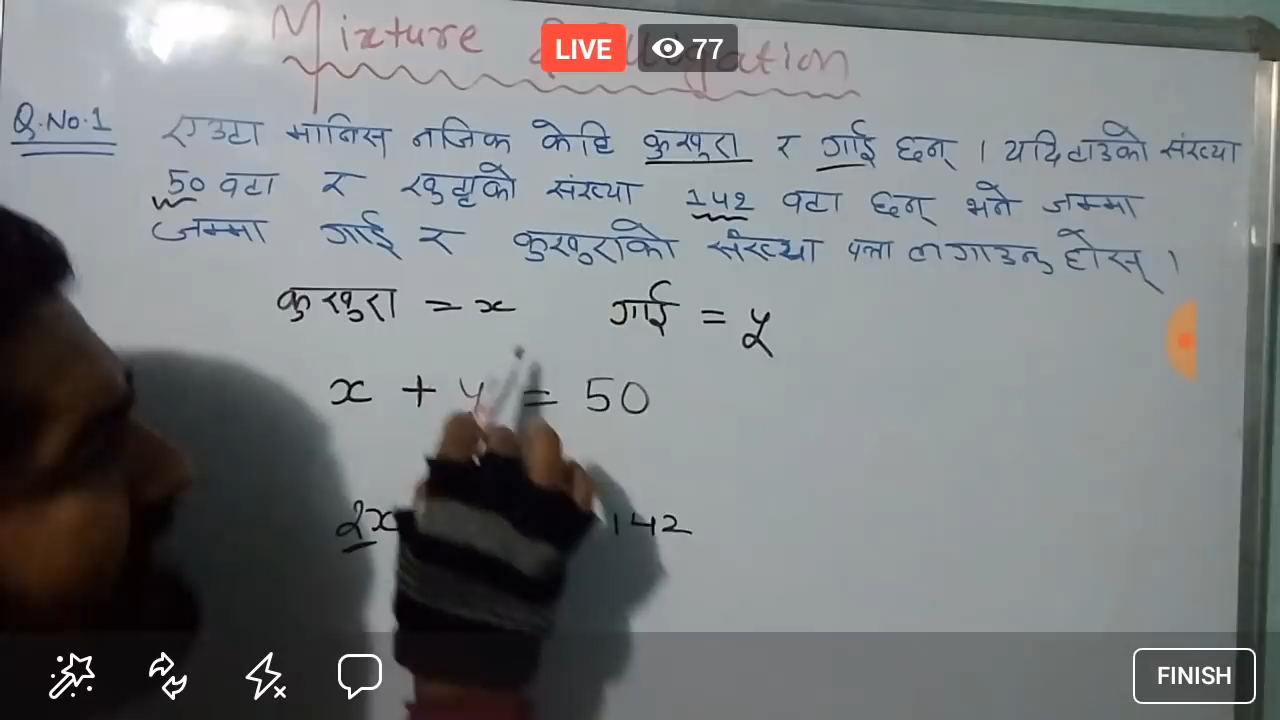 LIVE 77
Mixture
Q.No.1 एउटा मानिस नजिक केहि कुखुरा र गाई छन् । यदि टाउको संख्या
50 वटा र खुट्टाको संख्या 142 वटा छन् भने जम्मा
जम्मा गाई र कुखुराको संख्या पत्ता लगाउनु होस् ।
कुखुरा = x गाई = y
x + y = 50
2x 142
FINISH